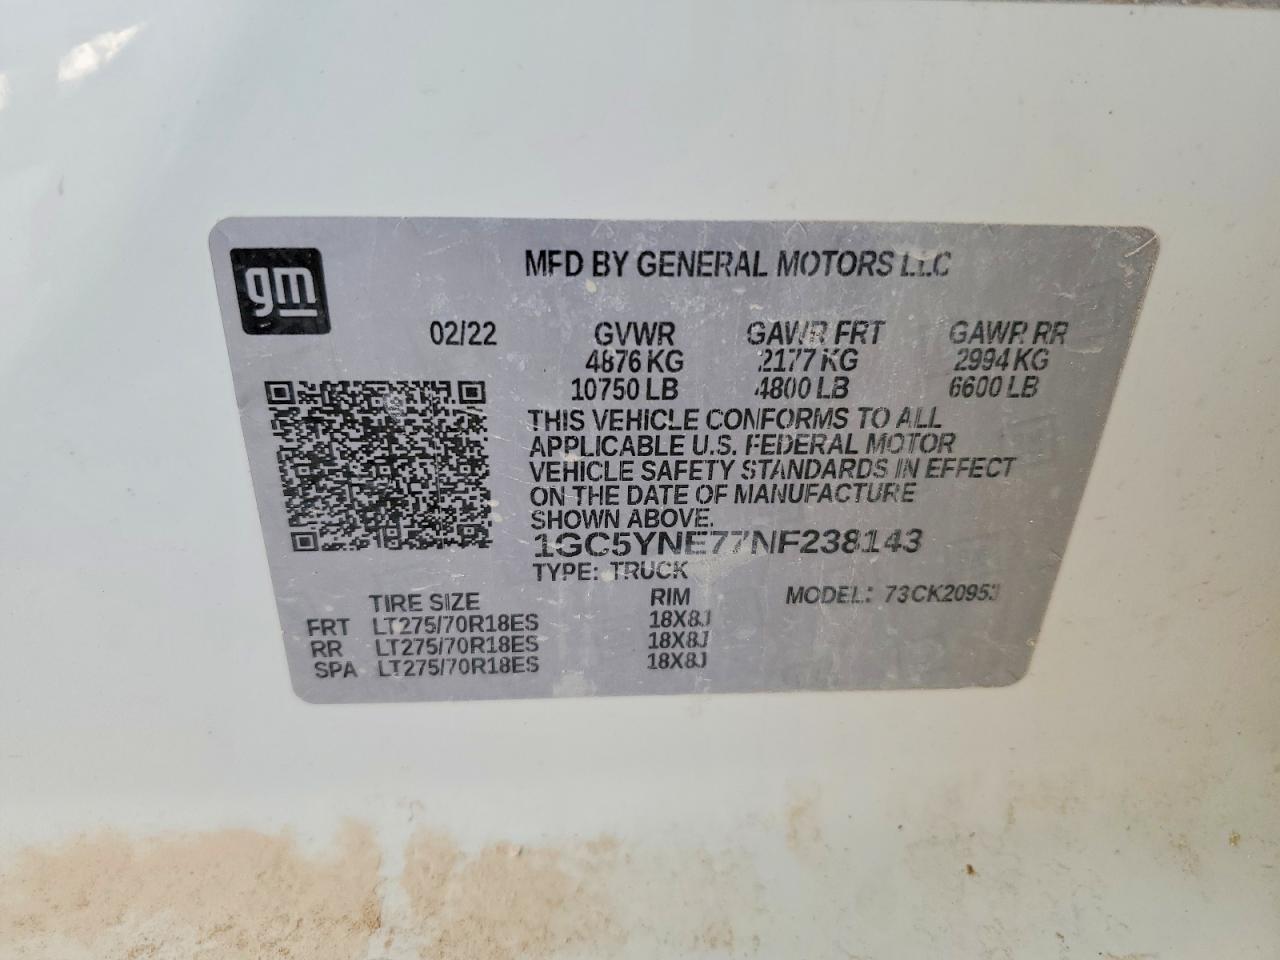 gm
MFD BY GENERAL MOTORS LLC
02/22 GVWR GAWR FRT GAWR RR
4876 KG 2177 KG 2994 KG
10750 LB 4800 LB 6600 LB
THIS VEHICLE CONFORMS TO ALL
APPLICABLE U.S. FEDERAL MOTOR
VEHICLE SAFETY STANDARDS IN EFFECT
ON THE DATE OF MANUFACTURE
SHOWN ABOVE.
1GC5YNE77NF238143
TYPE: TRUCK
TIRE SIZE RIM MODEL: 73CK20953
FRT LT275/70R18ES 18X8J
RR LT275/70R18ES 18X8J
SPA LT275/70R18ES 18X8J